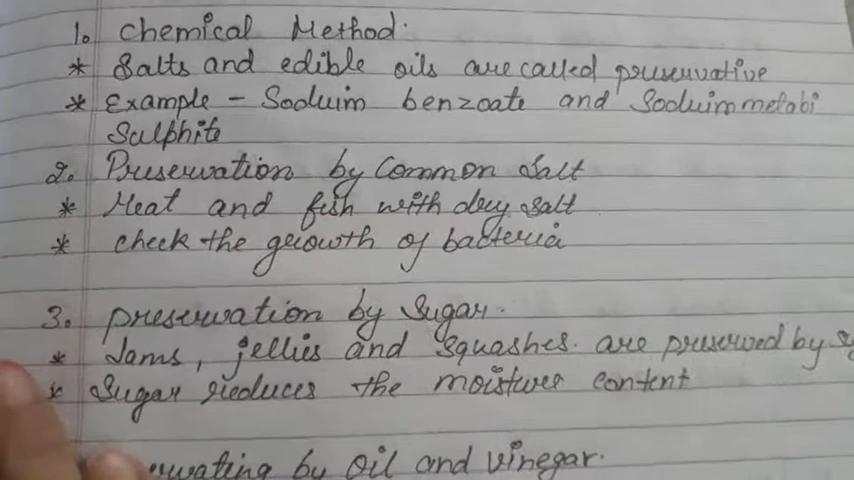 1. Chemical Method.
* Salts and edible oils are called preservative
* Example - Soduim benzoate and Soduim metabi
Sulphite
2. Preservation by Common Salt
* Meat and fish with dry salt
* check the growth of bacteria
3. preservation by Sugar.
* Jams, jellies and squashes. are preserved by
* Sugar reduces the moisture content
by Oil and vinegar.